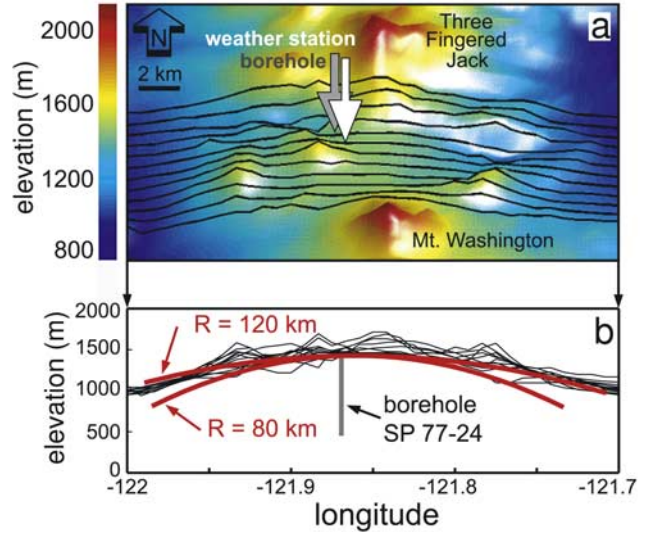 2000
1600
1200
800
elevation (m)
N
2 km
weather station
borehole
Three
Fingered
Jack
a
Mt. Washington
2000
1500
1000
500
0
elevation (m)
R = 120 km
R = 80 km
b
borehole
SP 77-24
-122
-121.9
-121.8
-121.7
longitude